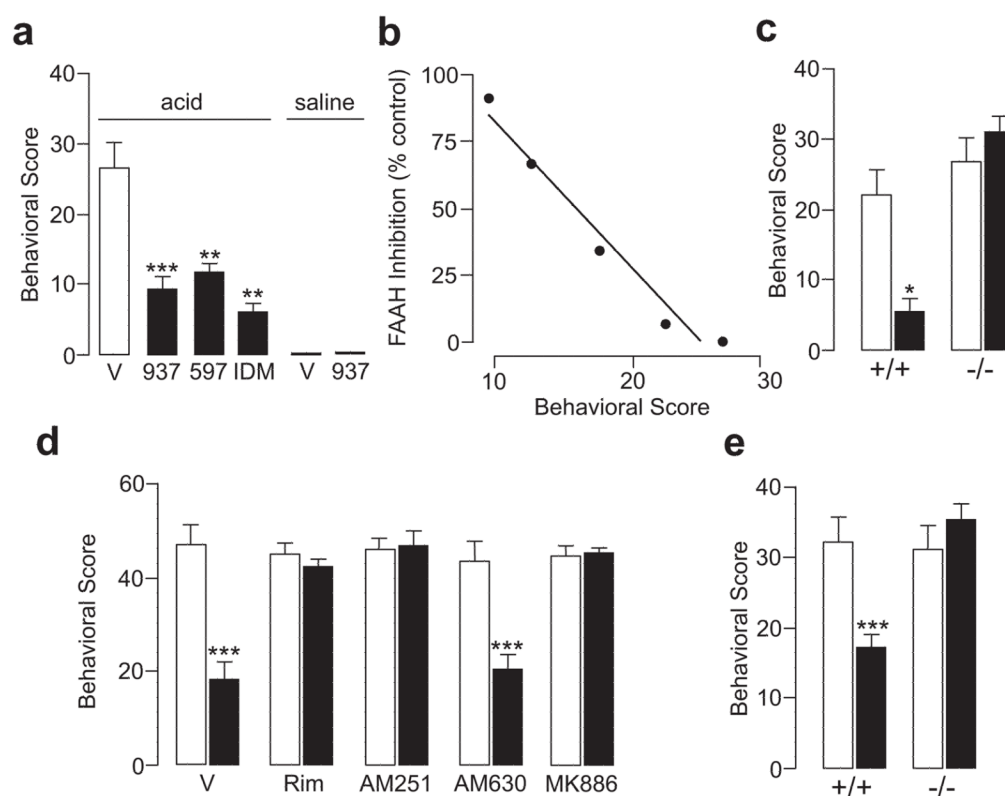 a
Behavioral Score
40
30
20
10
0
acid
saline
***
**
**
V 937 597 IDM V 937
b
FAAH Inhibition (% control)
100
75
50
25
0
10 20 30
Behavioral Score
c
Behavioral Score
40
30
20
10
0
*
+/+ -/-
d
Behavioral Score
60
40
20
0
***
***
V Rim AM251 AM630 MK886
e
Behavioral Score
40
30
20
10
0
***
+/+ -/-